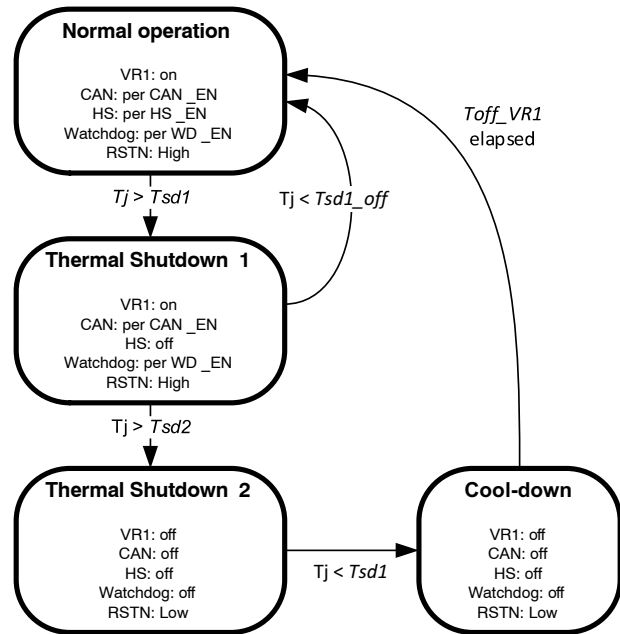 Normal operation
VR1: on
CAN: per CAN _EN
HS: per HS _EN
Watchdog: per WD _EN
RSTN: High
Toff_VR1
elapsed
Tj > Tsd1
Tj < Tsd1_off
Thermal Shutdown 1
VR1: on
CAN: per CAN _EN
HS: off
Watchdog: per WD _EN
RSTN: High
Tj > Tsd2
Thermal Shutdown 2
VR1: off
CAN: off
HS: off
Watchdog: off
RSTN: Low
Tj < Tsd1
Cool-down
VR1: off
CAN: off
HS: off
Watchdog: off
RSTN: Low